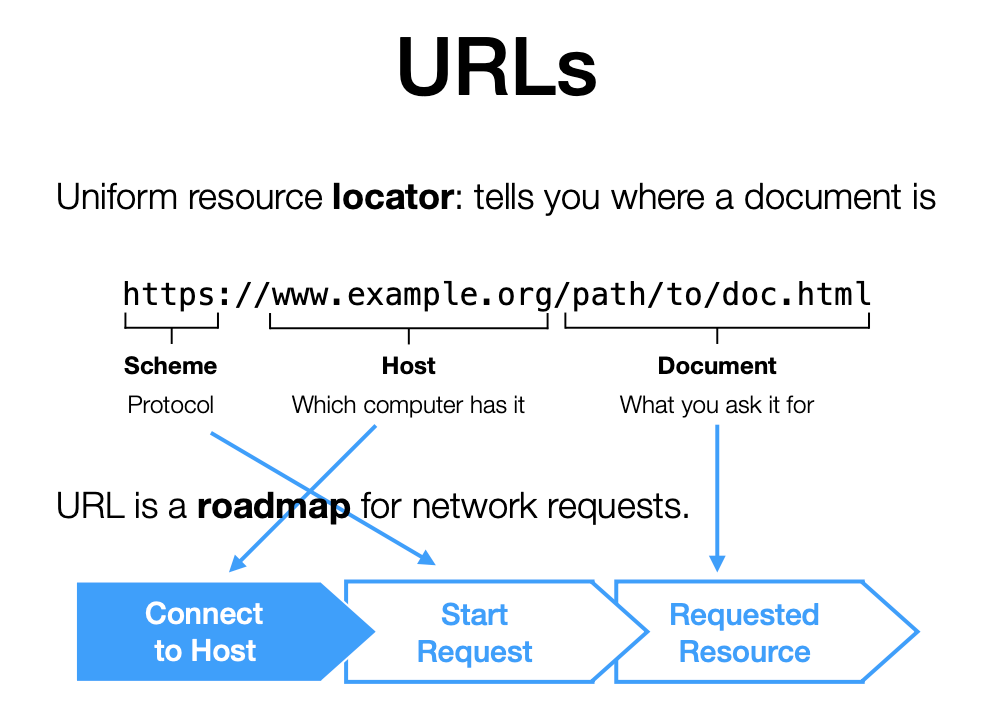 URLs
Uniform resource locator: tells you where a document is
https://www.example.org/path/to/doc.html
Scheme Host Document
Protocol Which computer has it What you ask it for
URL is a roadmap for network requests.
Connect Start Requested
to Host Request Resource